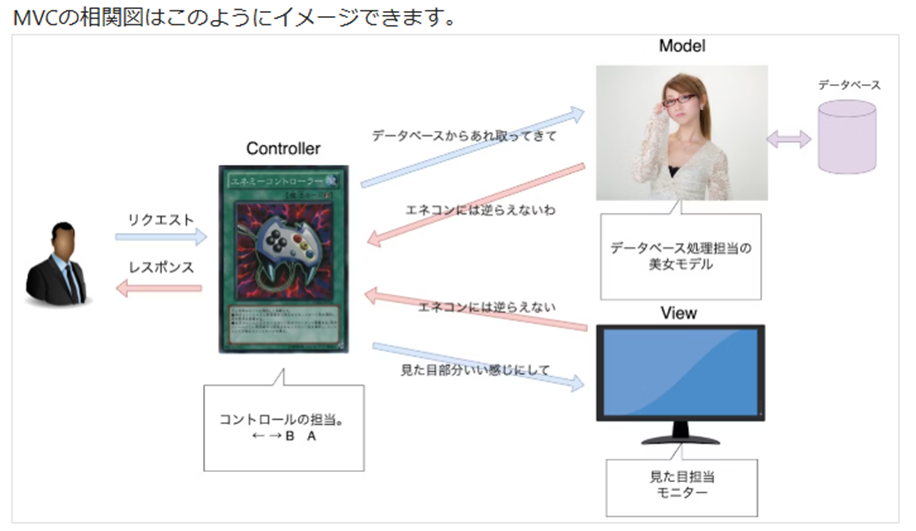 MVCの相関図はこのようにイメージできます。
Model
データベース
データベースからあれ取ってきて
Controller
エネミーコントローラー
エネコンには逆らえないわ
リクエスト
レスポンス
データベース処理担当の
美女モデル
エネコンには逆らえない
View
見た目部分いい感じにして
コントロールの担当。
← → B A
見た目担当
モニター